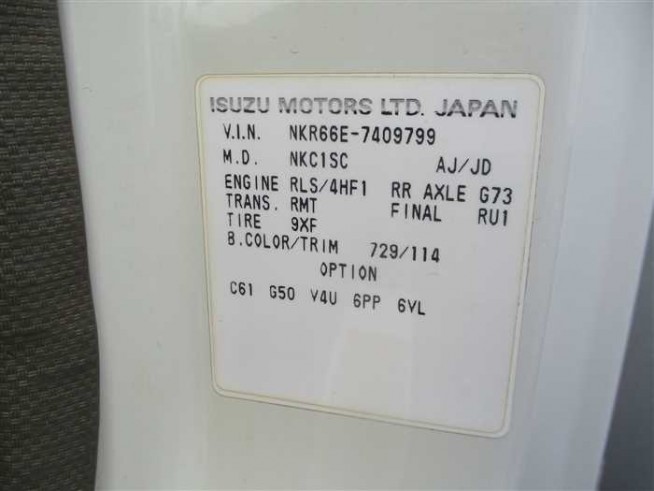 ISUZU MOTORS LTD. JAPAN
V.I.N. NKR66E-7409799
M.D. NKC1SC AJ/JD
ENGINE RLS/4HF1 RR AXLE G73
TRANS. RMT FINAL RU1
TIRE 9XF
B.COLOR/TRIM 729/114
OPTION
C61 G50 V4U 6PP 6VL